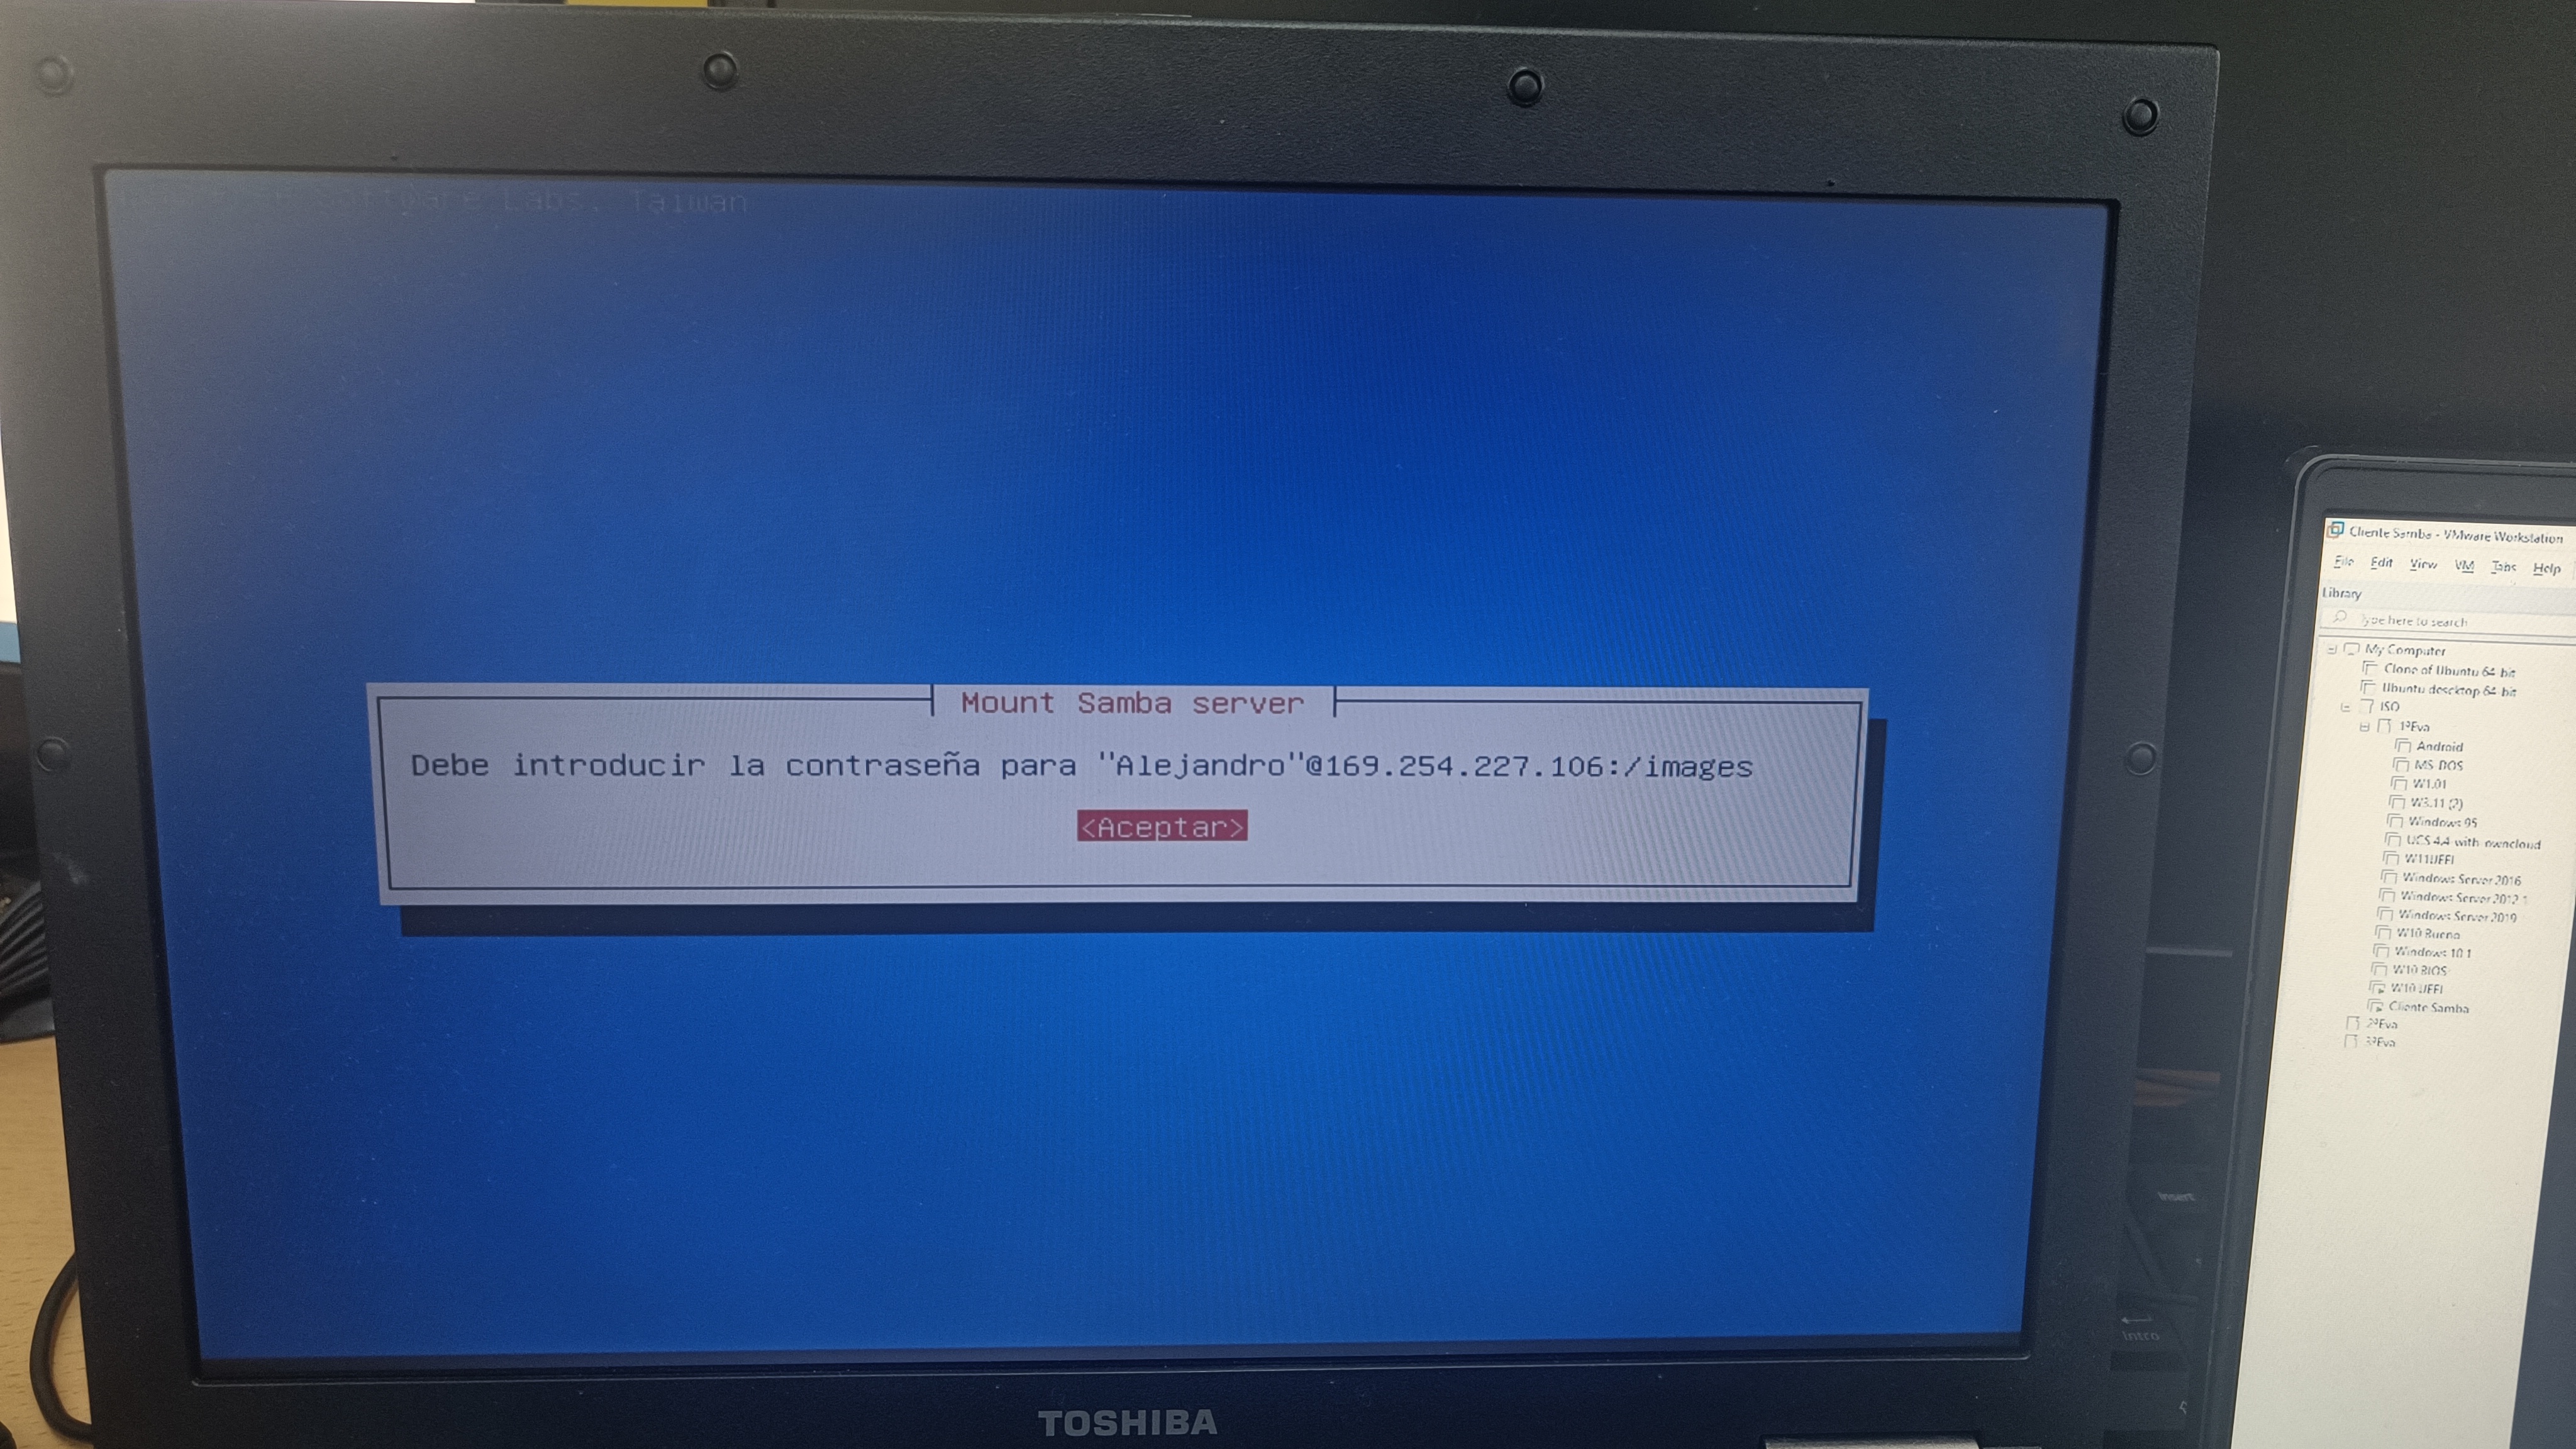 Software Labs, Taiwan
Mount Samba server
Debe introducir la contraseña para "Alejandro"@169.254.227.106:/images
<Aceptar>
TOSHIBA
Cliente Samba - VMware Workstation
File Edit View VM Tabs Help
Library
Type here to search
My Computer
Clone of Ubuntu 64-bit
Ubuntu descktop 64-bit
ISO
1ªEva
Android
MS-DOS
W1.01
W3.11 (2)
Windows 95
UCS 4.4 with owncloud
W11UEFI
Windows Server 2016
Windows Server 2012 1
Windows Server 2019
W10 Bueno
Windows 10 1
W10 BIOS
W10 UEFI
Cliente Samba
2ªEva
3ªEva
Insert
Intro